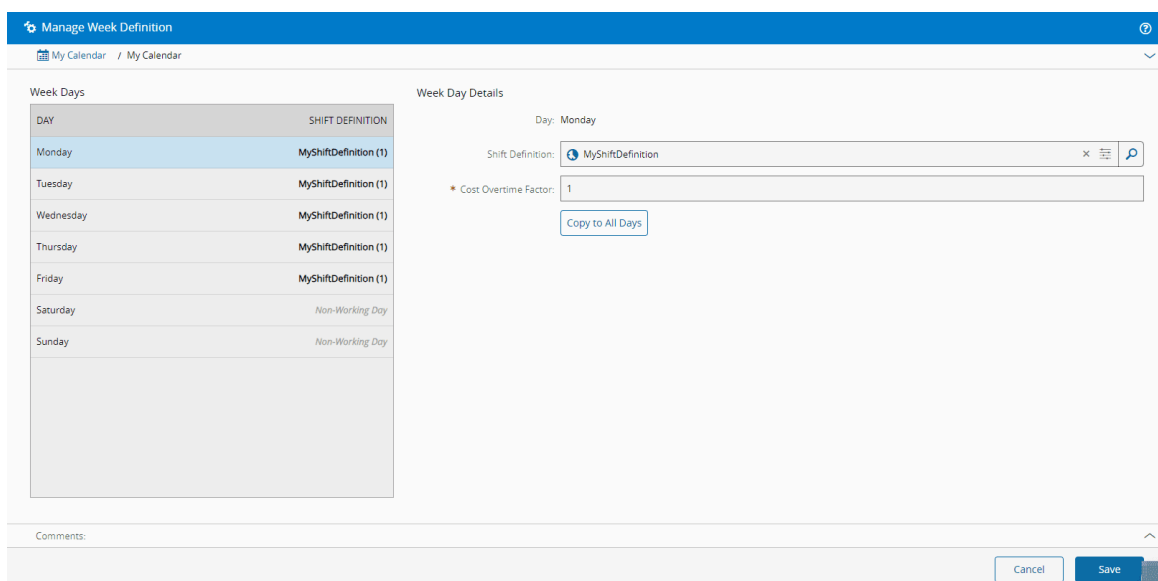 Manage Week Definition
My Calendar / My Calendar
Week Days
DAY SHIFT DEFINITION
Monday MyShiftDefinition (1)
Tuesday MyShiftDefinition (1)
Wednesday MyShiftDefinition (1)
Thursday MyShiftDefinition (1)
Friday MyShiftDefinition (1)
Saturday Non-Working Day
Sunday Non-Working Day
Week Day Details
Day: Monday
Shift Definition: MyShiftDefinition
* Cost Overtime Factor: 1
Copy to All Days
Comments:
Cancel Save